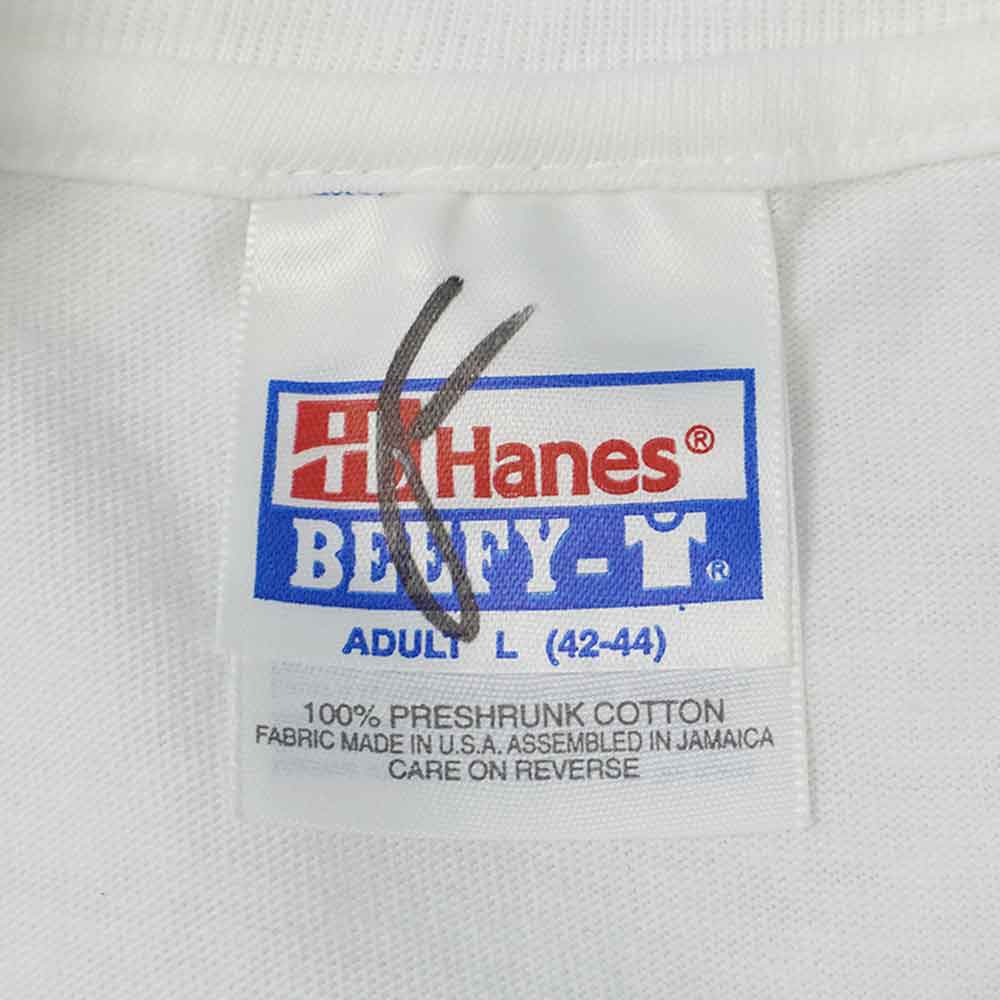 Hanes®
BEEFY-T®
ADULT L (42-44)
100% PRESHRUNK COTTON
FABRIC MADE IN U.S.A. ASSEMBLED IN JAMAICA
CARE ON REVERSE